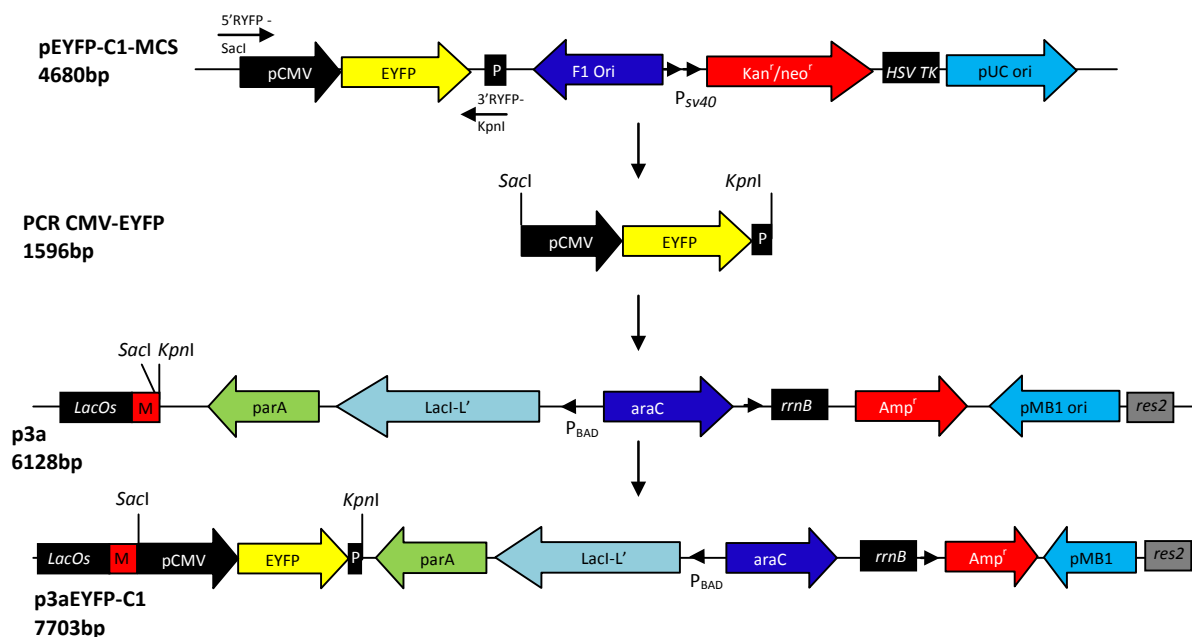 pEYFP-C1-MCS
4680bp
5'RYFP -
SacI
pCMV
EYFP
P
3'RYFP-
KpnI
F1 Ori
Psv40
Kanʳ/neoʳ
HSV TK
pUC ori
PCR CMV-EYFP
1596bp
SacI
KpnI
pCMV
EYFP
P
SacI KpnI
LacOs
M
parA
LacI-L'
PBAD
araC
rrnB
Ampʳ
pMB1 ori
res2
p3a
6128bp
SacI
KpnI
LacOs
M
pCMV
EYFP
P
parA
LacI-L'
PBAD
araC
rrnB
Ampʳ
pMB1
res2
p3aEYFP-C1
7703bp